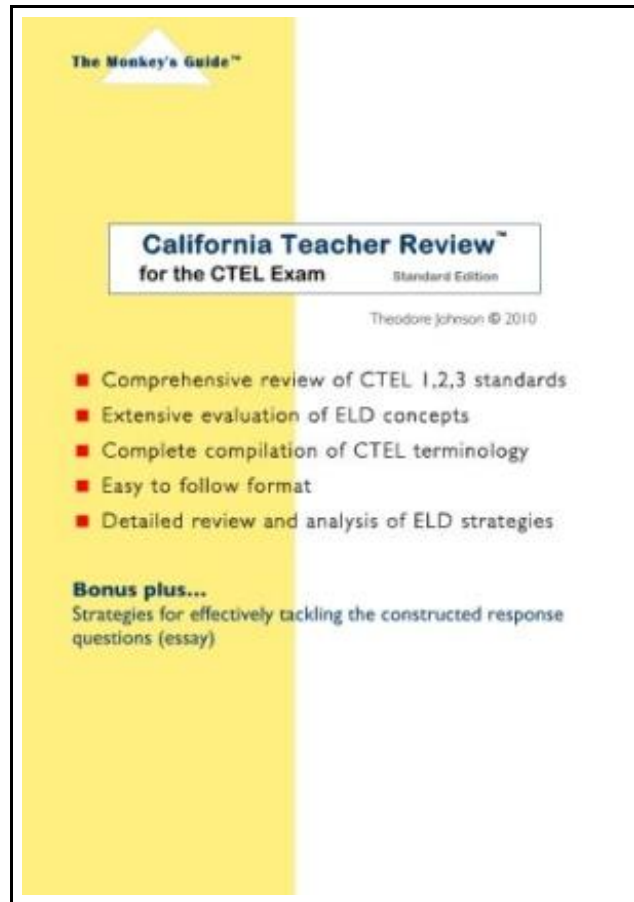 The Monkey's Guide™
California Teacher Review™
for the CTEL Exam Standard Edition
Theodore Johnson © 2010
■ Comprehensive review of CTEL 1,2,3 standards
■ Extensive evaluation of ELD concepts
■ Complete compilation of CTEL terminology
■ Easy to follow format
■ Detailed review and analysis of ELD strategies
Bonus plus...
Strategies for effectively tackling the constructed response
questions (essay)